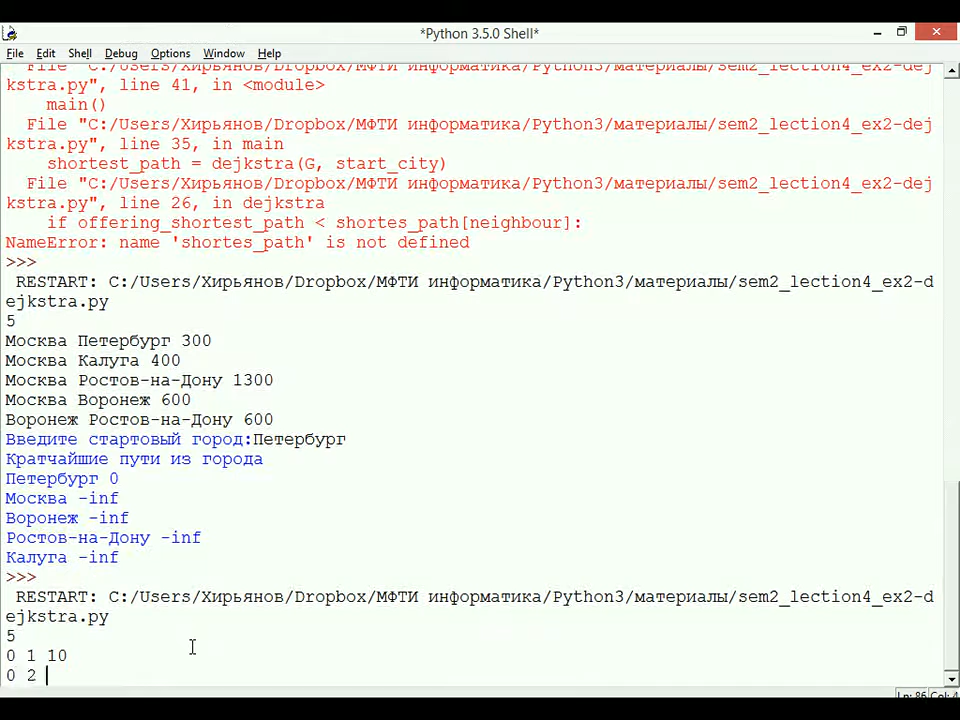 *Python 3.5.0 Shell*
File Edit Shell Debug Options Window Help
File "C:/Users/Хирьянов/Dropbox/МФТИ информатика/Python3/материалы/sem2_lection4_ex2-dej
kstra.py", line 41, in <module>
main()
File "C:/Users/Хирьянов/Dropbox/МФТИ информатика/Python3/материалы/sem2_lection4_ex2-dej
kstra.py", line 35, in main
shortest_path = dejkstra(G, start_city)
File "C:/Users/Хирьянов/Dropbox/МФТИ информатика/Python3/материалы/sem2_lection4_ex2-dej
kstra.py", line 26, in dejkstra
if offering_shortest_path < shortes_path[neighbour]:
NameError: name 'shortes_path' is not defined
>>>
RESTART: C:/Users/Хирьянов/Dropbox/МФТИ информатика/Python3/материалы/sem2_lection4_ex2-d
ejkstra.py
5
Москва Петербург 300
Москва Калуга 400
Москва Ростов-на-Дону 1300
Москва Воронеж 600
Воронеж Ростов-на-Дону 600
Введите стартовый город:Петербург
Кратчайшие пути из города
Петербург 0
Москва -inf
Воронеж -inf
Ростов-на-Дону -inf
Калуга -inf
>>>
RESTART: C:/Users/Хирьянов/Dropbox/МФТИ информатика/Python3/материалы/sem2_lection4_ex2-d
ejkstra.py
5
0 1 10
0 2
Ln: 86 Col: 4